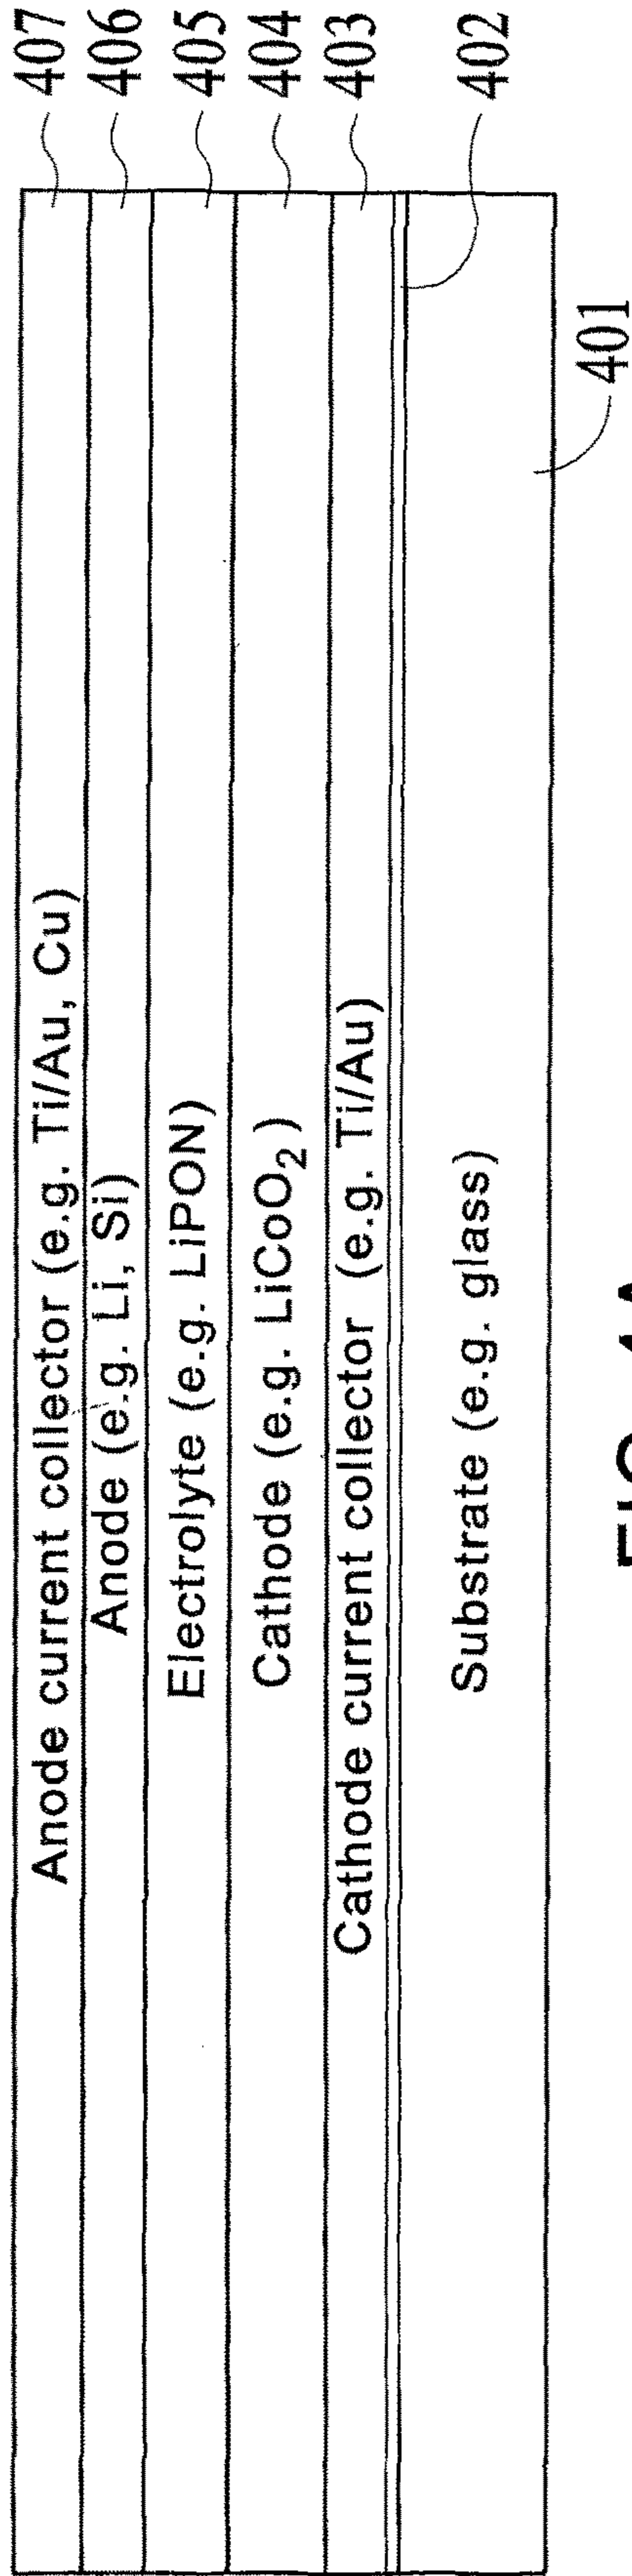 407
Anode current collector (e.g. Ti/Au, Cu)
406
Anode (e.g. Li, Si)
405
Electrolyte (e.g. LiPON)
404
Cathode (e.g. LiCoO₂)
403
Cathode current collector (e.g. Ti/Au)
402
Substrate (e.g. glass)
401